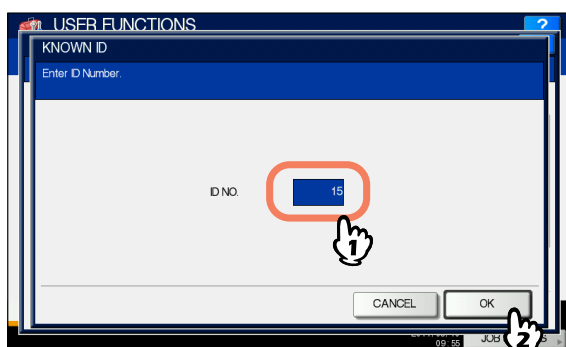 USER FUNCTIONS
?
KNOWN ID
Enter ID Number.
ID NO.
15
1
CANCEL
OK
2
09:55
JOB
S